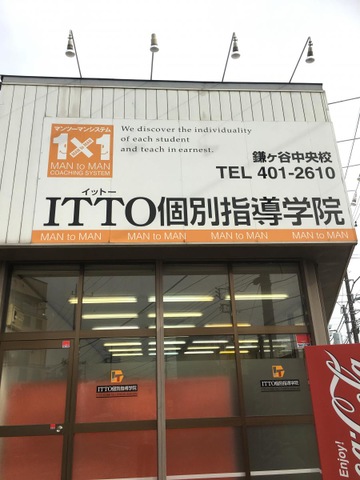 マンツーマンシステム
1×1
MAN to MAN
COACHING SYSTEM
We discover the individuality
of each student
and teach in earnest.
鎌ヶ谷中央校
TEL 401-2610
イットー
ITTO個別指導学院
MAN to MAN MAN to MAN MAN to MAN MAN to MAN MAN to MAN
ITTO個別指導学院
ITTO個別指導学院
Enjoy!
Coca-Cola